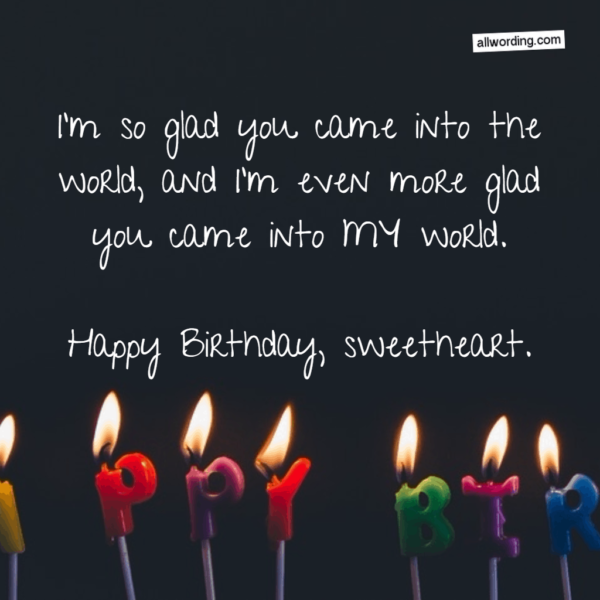 allwording.com
I'm so glad you came into the
world, and I'm even more glad
you came into MY world.
Happy Birthday, sweetheart.
PPY BIR